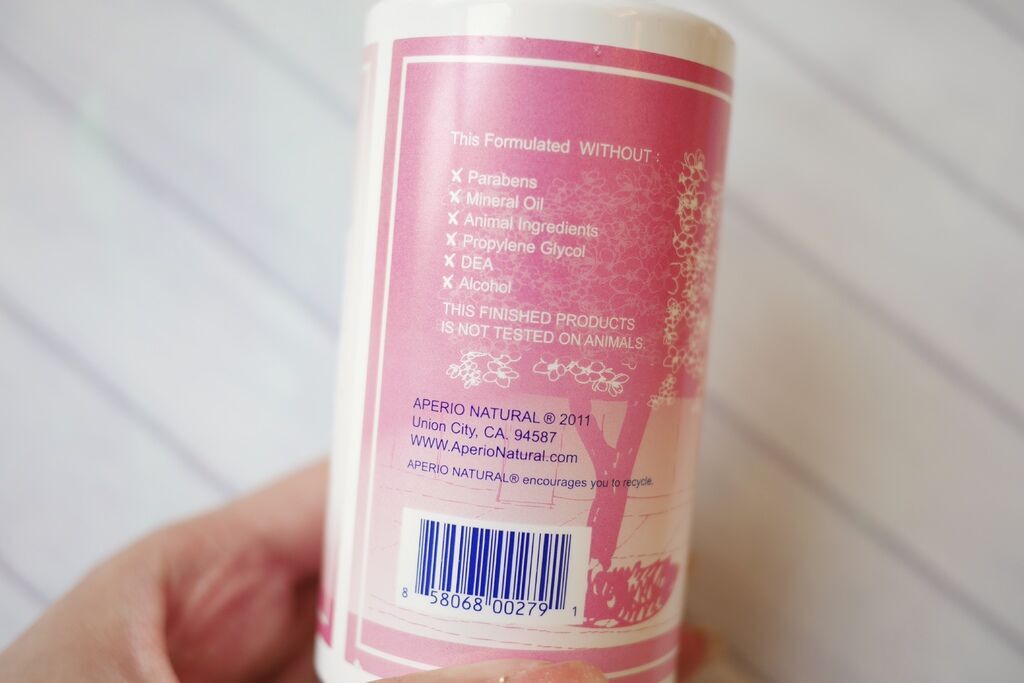 This Formulated WITHOUT :
✗ Parabens
✗ Mineral Oil
✗ Animal Ingredients
✗ Propylene Glycol
✗ DEA
✗ Alcohol
THIS FINISHED PRODUCTS
IS NOT TESTED ON ANIMALS.
APERIO NATURAL ® 2011
Union City, CA. 94587
WWW.AperioNatural.com
APERIO NATURAL® encourages you to recycle.
8 58068 00279 1